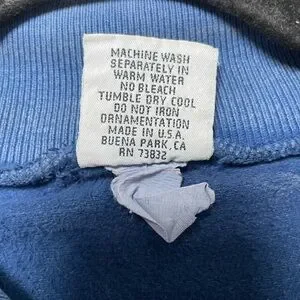 MACHINE WASH
SEPARATELY IN
WARM WATER
NO BLEACH
TUMBLE DRY COOL
DO NOT IRON
ORNAMENTATION
MADE IN U.S.A.
BUENA PARK, CA
RN 73832